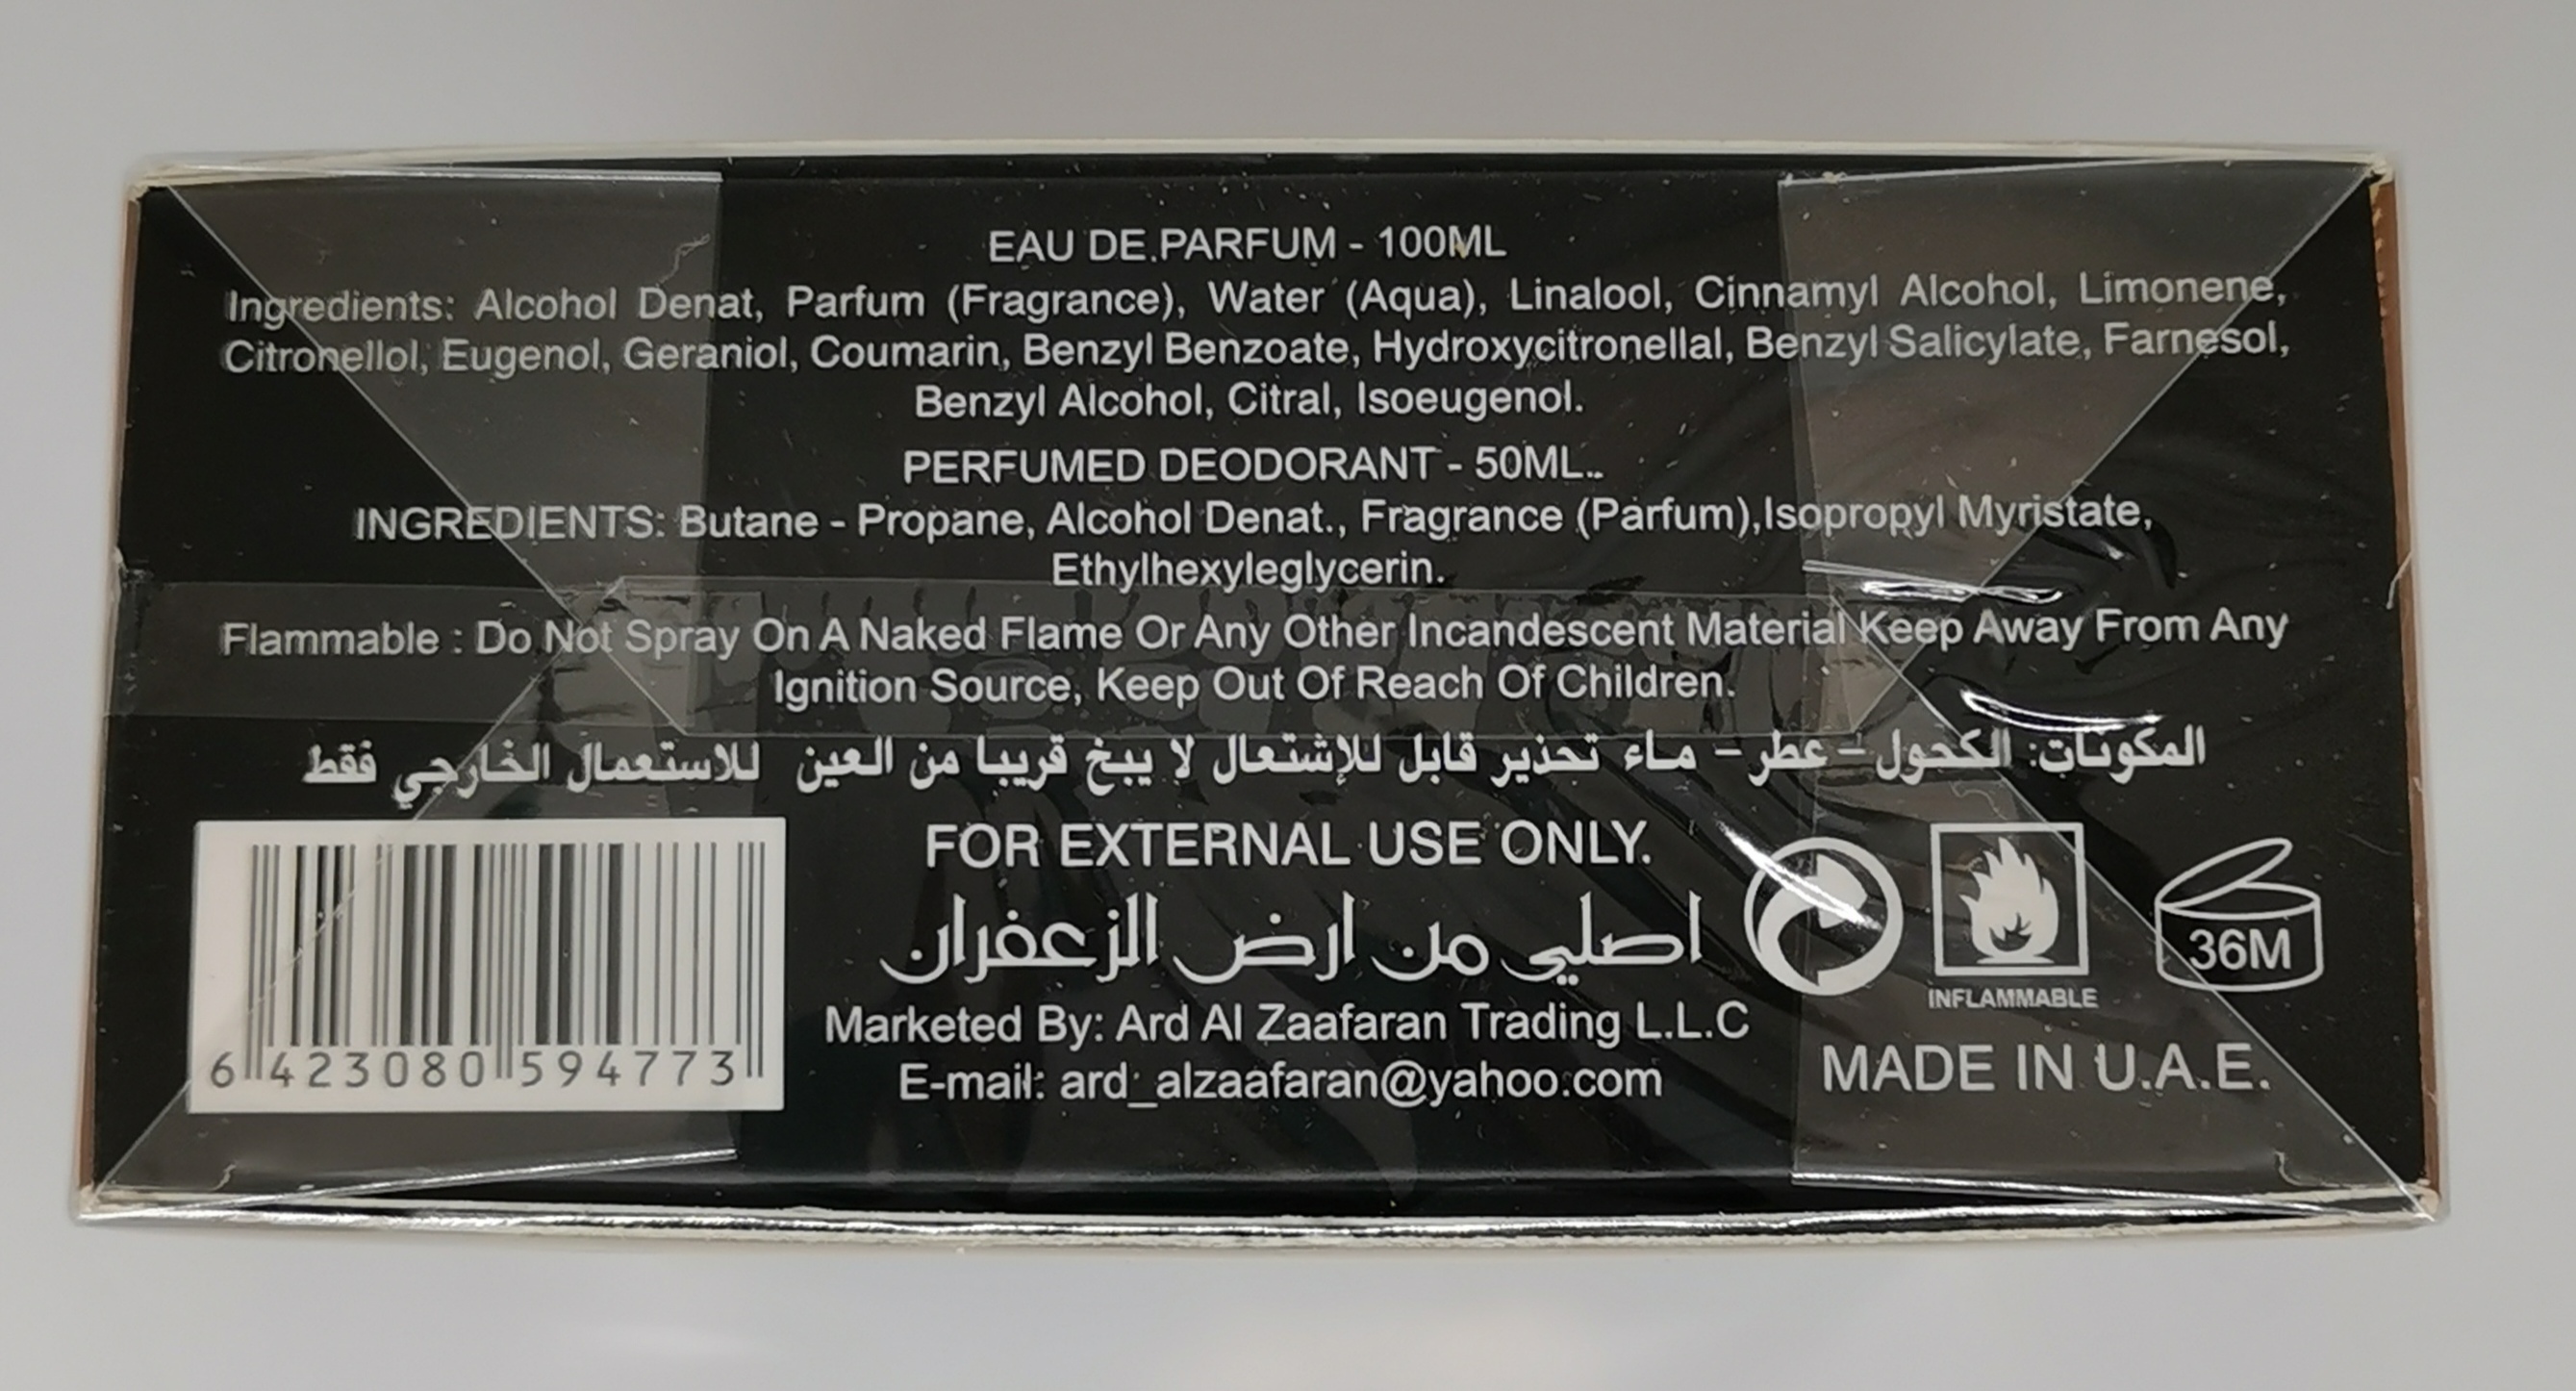 EAU DE.PARFUM - 100ML
Ingredients: Alcohol Denat, Parfum (Fragrance), Water (Aqua), Linalool, Cinnamyl Alcohol, Limonene,
Citronellol, Eugenol, Geraniol, Coumarin, Benzyl Benzoate, Hydroxycitronellal, Benzyl Salicylate, Farnesol,
Benzyl Alcohol, Citral, Isoeugenol.
PERFUMED DEODORANT - 50ML..
INGREDIENTS: Butane - Propane, Alcohol Denat., Fragrance (Parfum),Isopropyl Myristate,
Ethylhexyleglycerin.
Flammable : Do Not Spray On A Naked Flame Or Any Other Incandescent Material Keep Away From Any
Ignition Source, Keep Out Of Reach Of Children.
المكونات: الكحول – عطر – ماء تحذير قابل للإشتعال لا يبخ قريبا من العين للاستعمال الخارجي فقط
FOR EXTERNAL USE ONLY.
اصلي من ارض الزعفران
Marketed By: Ard Al Zaafaran Trading L.L.C
E-mail: ard_alzaafaran@yahoo.com
6 423080 594773
INFLAMMABLE
36M
MADE IN U.A.E.